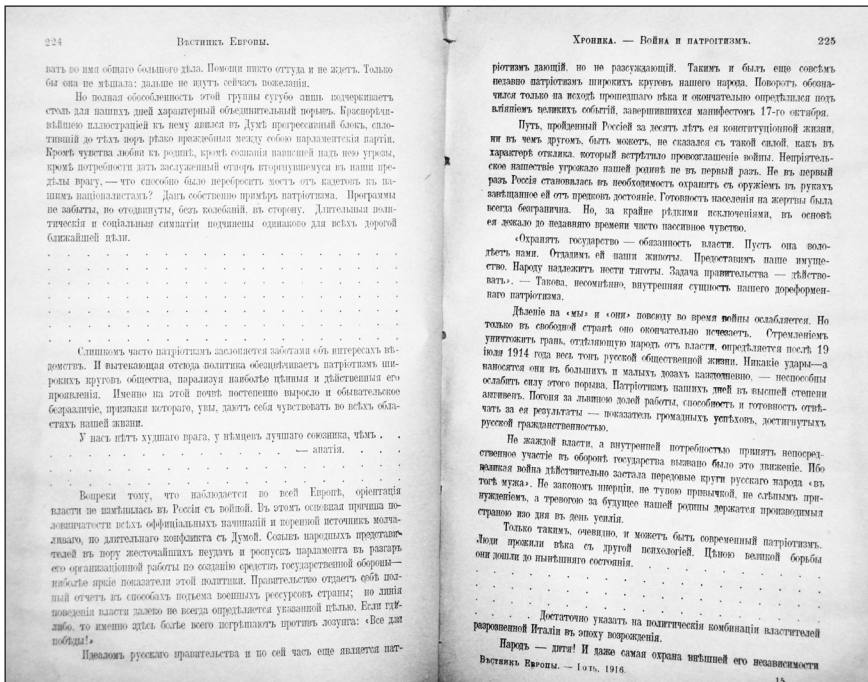 224
Вѣстникъ Европы.
вать во имя общаго большого дѣла. Помощи никто оттуда и не ждетъ. Только
бы она не мѣшала: дальше не идутъ сейчасъ пожеланія.
Но полная обособленность этой группы сугубо лишь подчеркиваетъ
столь для нашихъ дней характерный объединительный порывъ. Краснорѣчи-
вѣйшею иллюстраціей къ нему явился въ Думѣ прогрессивный блокъ, спло-
тившій до тѣхъ поръ рѣзко враждебныя между собою парламентскія партіи.
Кромѣ чувства любви къ родинѣ, кромѣ сознанія нависшей надъ нею угрозы,
кромѣ потребности дать заслуженный отпоръ вторгнувшемуся въ наши пре-
дѣлы врагу, — что способно было перебросить мостъ отъ кадетовъ къ на-
шимъ націоналистамъ? Данъ собственно примѣръ патріотизма. Программы
не забыты, но отодвинуты, безъ колебаній, въ сторону. Длительныя поли-
тическія и соціальныя симпатіи подчинены одинаково для всѣхъ дорогой
ближайшей цѣли.
Слишкомъ часто патріотизмъ заслоняется заботами объ интересахъ вѣ-
домствъ. И вытекающая отсюда политика обезцвѣчиваетъ патріотизмъ ши-
рокихъ круговъ общества, парализуя наиболѣе цѣнныя и дѣйственныя его
проявленія. Именно на этой почвѣ постепенно выросло и обывательское
безразличіе, признаки котораго, увы, даютъ себя чувствовать во всѣхъ обла-
стяхъ нашей жизни.
У насъ нѣтъ худшаго врага, у нѣмцевъ лучшаго союзника, чѣмъ . .
— апатія.
Вопреки тому, что наблюдается во всей Европѣ, оріентація
власти не измѣнилась въ Россіи съ войной. Въ этомъ основная причина по-
ловинчатости всѣхъ оффиціальныхъ начинаній и коренной источникъ молча-
ливаго, но длительнаго конфликта съ Думой. Созывъ народныхъ представи-
телей въ пору жесточайшихъ неудачъ и роспускъ парламента въ разгаръ
его организаціонной работы по созданію средствъ государственной обороны—
наиболѣе яркіе показатели этой политики. Правительство отдаетъ себѣ пол-
ный отчетъ въ способахъ подъема военныхъ рессурсовъ страны; но линія
поведенія власти далеко не всегда опредѣляется указанной цѣлью. Если гдѣ-
либо, то именно здѣсь болѣе всего погрѣшаютъ противъ лозунга: «Все для
побѣды!»
Идеаломъ русскаго правительства и по сей часъ еще является пат-
Хроника. — Война и патріотизмъ.
225
ріотизмъ дающій, но не разсуждающій. Такимъ и былъ еще совсѣмъ
недавно патріотизмъ широкихъ круговъ нашего народа. Поворотъ обозна-
чился только на исходѣ прошедшаго вѣка и окончательно опредѣлился подъ
вліяніемъ великихъ событій, завершившихся манифестомъ 17-го октября.
Путь, пройденный Россіей за десять лѣтъ ея конституціонной жизни,
ни въ чемъ другомъ, быть можетъ, не сказался съ такой силой, какъ въ
характерѣ отклика, который встрѣтило провозглашеніе войны. Непріятель-
ское нашествіе угрожало нашей родинѣ не въ первый разъ. Не въ первый
разъ Россія становилась въ необходимость охранять съ оружіемъ въ рукахъ
завѣщанное ей отъ предковъ достояніе. Готовность населенія на жертвы была
всегда безгранична. Но, за крайне рѣдкими исключеніями, въ основѣ
ея лежало до недавняго времени чисто пассивное чувство.
«Охранять государство — обязанность власти. Пусть она воло-
дѣетъ нами. Отдадимъ ей наши животы. Предоставимъ наше имуще-
ство. Народу надлежитъ нести тяготы. Задача правительства — дѣйство-
вать». — Такова, несомнѣнно, внутренняя сущность нашего дореформен-
наго патріотизма.
Дѣленіе на «мы» и «они» повсюду во время войны ослабляется. Но
только въ свободной странѣ оно окончательно исчезаетъ. Стремленіемъ
уничтожить грань, отдѣляющую народъ отъ власти, опредѣляется послѣ 19
іюля 1914 года весь тонъ русской общественной жизни. Никакіе удары—а
наносятся они въ большихъ и малыхъ дозахъ каждодневно, — неспособны
ослабить силу этого порыва. Патріотизмъ нашихъ дней въ высшей степени
активенъ. Погоня за львиною долей работы, способность и готовность отвѣ-
чать за ея результаты — показатель громадныхъ успѣховъ, достигнутыхъ
русской гражданственностью.
Не жаждой власти, а внутренней потребностью принять непосред-
ственное участіе въ оборонѣ государства вызвано было это движеніе. Ибо
великая война дѣйствительно застала передовые круги русскаго народа «въ
тогѣ мужа». Не закономъ инерціи, не тупою привычкой, не слѣпымъ при-
нужденіемъ, а тревогою за будущее нашей родины держатся производимыя
страною изо дня въ день усилія.
Только такимъ, очевидно, и можетъ быть современный патріотизмъ.
Люди прожили вѣка съ другой психологіей. Цѣною великой борьбы
они дошли до нынѣшняго состоянія.
Достаточно указать на политическія комбинаціи властителей
разрозненной Италіи въ эпоху возрожденія.
Народъ — дитя! И даже самая охрана внѣшней его независимости
Вѣстникъ Европы. — Іюль, 1916.
15